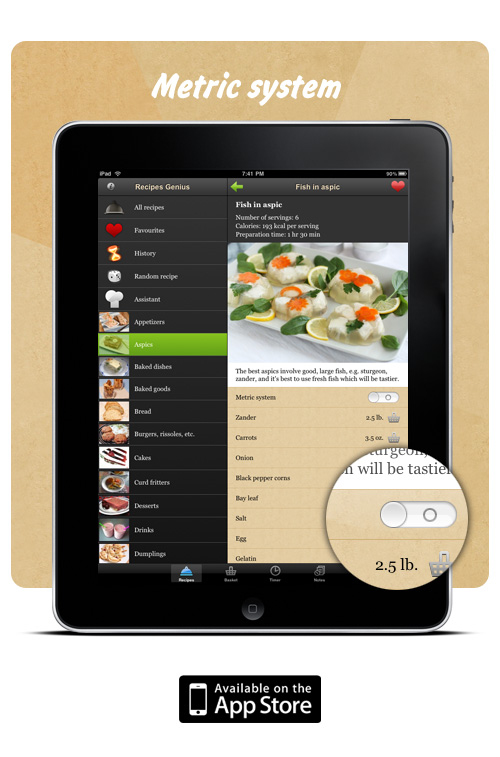 Metric system
iPad 7:41 PM 90%
Recipes Genius
Fish in aspic
All recipes
Favourites
History
Random recipe
Assistant
Appetizers
Aspics
Baked dishes
Baked goods
Bread
Burgers, rissoles, etc.
Cakes
Curd fritters
Desserts
Drinks
Dumplings
Fish in aspic
Number of servings: 6
Calories: 193 kcal per serving
Preparation time: 1 hr 30 min
The best aspics involve good, large fish, e.g. sturgeon,
zander, and it's best to use fresh fish which will be tastier.
Metric system
Zander 2.5 lb.
Carrots 3.5 oz.
Onion
Black pepper corns
Bay leaf
Salt
Egg
Gelatin
sturgeon,
h will be tastier
2.5 lb.
Recipes Basket Timer Notes
Available on the
App Store